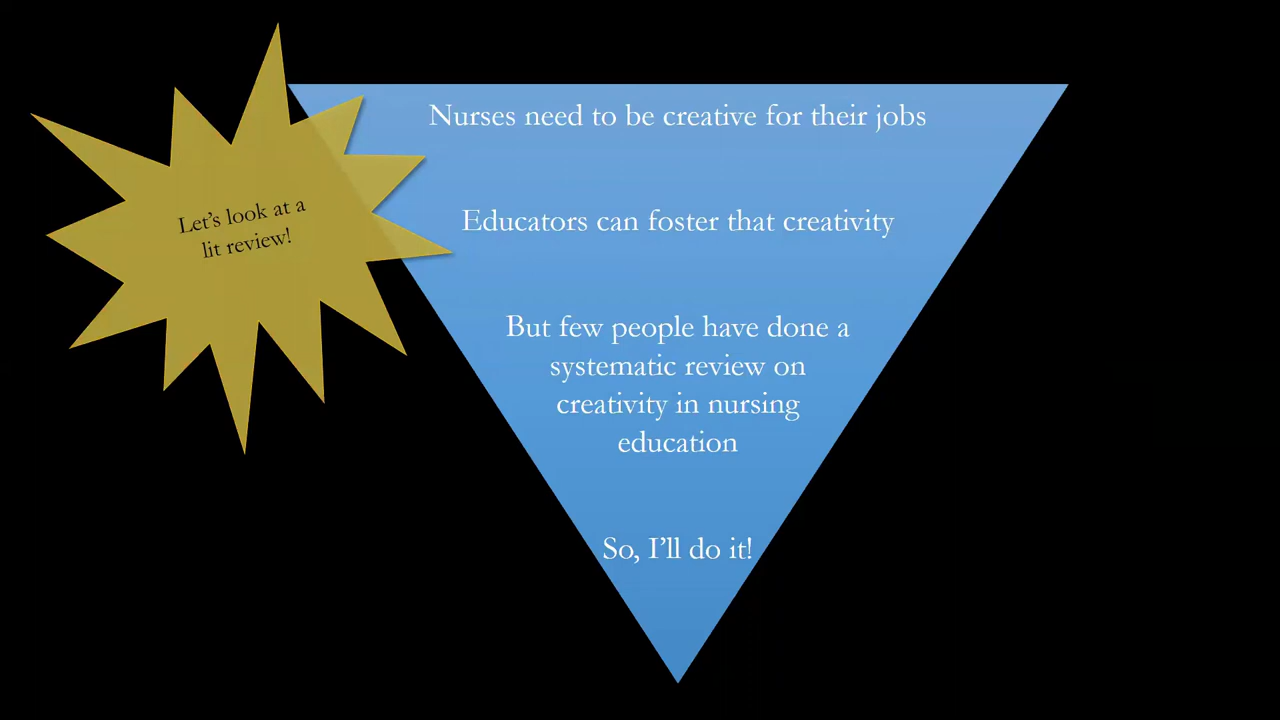 Let’s look at a
lit review!
Nurses need to be creative for their jobs
Educators can foster that creativity
But few people have done a
systematic review on
creativity in nursing
education
So, I’ll do it!